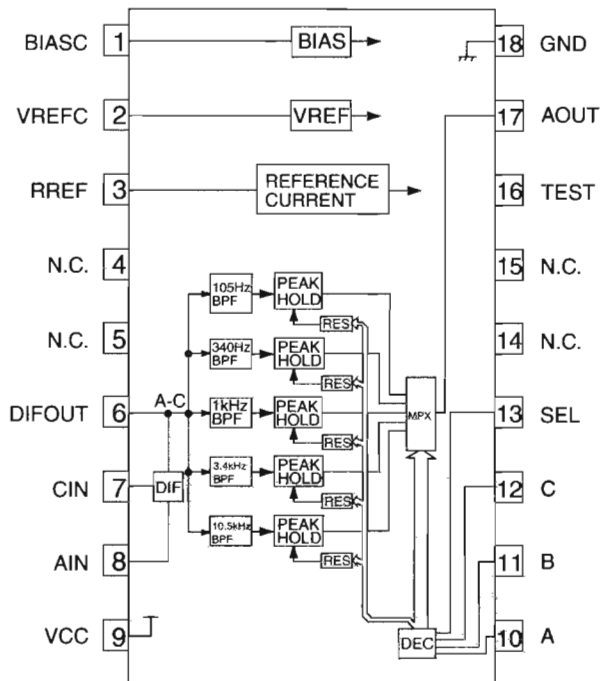 BIASC 1 BIAS 18 GND
VREFC 2 VREF 17 AOUT
RREF 3 REFERENCE
CURRENT 16 TEST
N.C. 4 15 N.C.
105Hz
BPF
PEAK
HOLD
RES
N.C. 5 14 N.C.
340Hz
BPF
PEAK
HOLD
RES
DIFOUT 6 A-C 13 SEL
1kHz
BPF
PEAK
HOLD
MPX
RES
CIN 7 DIF 12 C
3.4kHz
BPF
PEAK
HOLD
RES
AIN 8 11 B
10.5kHz
BPF
PEAK
HOLD
RES
VCC 9 DEC 10 A